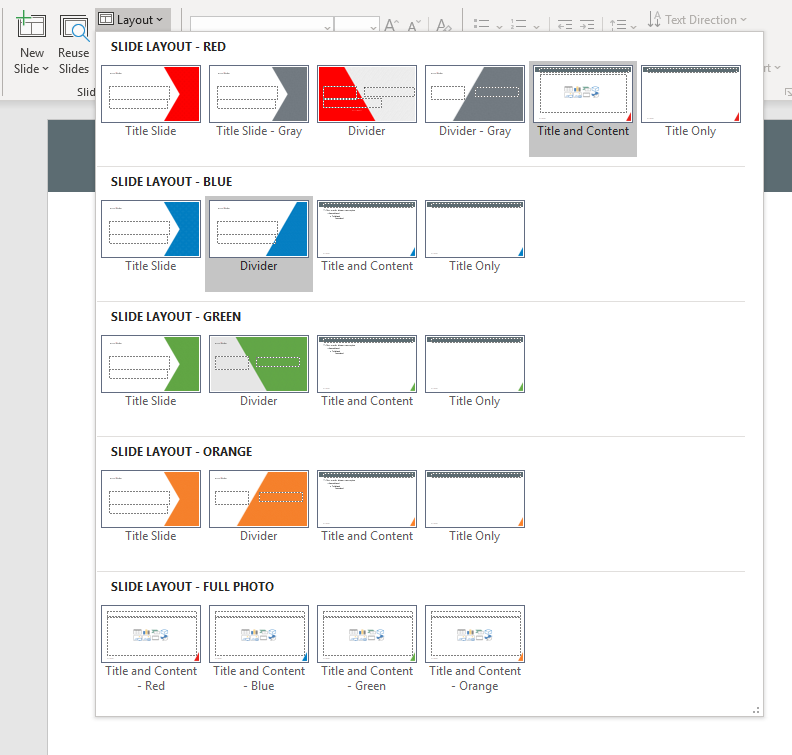 Layout
New
Slide
Reuse
Slides
Text Direction
Slid
rt
SLIDE LAYOUT - RED
Title Slide
Title Slide - Gray
Divider
Divider - Gray
Title and Content
Title Only
SLIDE LAYOUT - BLUE
Title Slide
Divider
Title and Content
Title Only
SLIDE LAYOUT - GREEN
Title Slide
Divider
Title and Content
Title Only
SLIDE LAYOUT - ORANGE
Title Slide
Divider
Title and Content
Title Only
SLIDE LAYOUT - FULL PHOTO
Title and Content
- Red
Title and Content
- Blue
Title and Content
- Green
Title and Content
- Orange